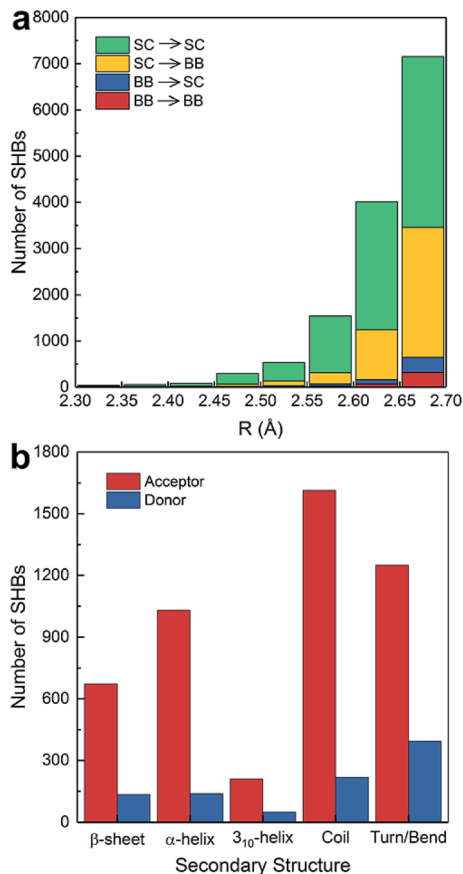 a
8000
7000
6000
5000
4000
3000
2000
1000
0
Number of SHBs
SC → SC
SC → BB
BB → SC
BB → BB
2.30 2.35 2.40 2.45 2.50 2.55 2.60 2.65 2.70
R (Å)
b
1800
1500
1200
900
600
300
0
Number of SHBs
Acceptor
Donor
β-sheet α-helix 3₁₀-helix Coil Turn/Bend
Secondary Structure